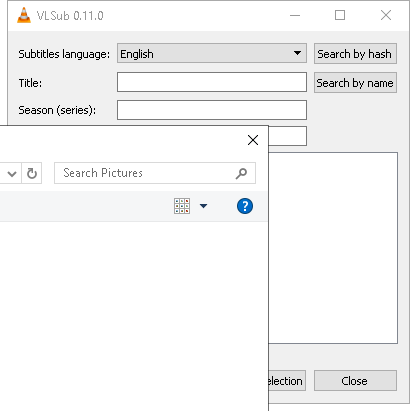 VLSub 0.11.0
Subtitles language: English Search by hash
Title: Search by name
Season (series):
Search Pictures
election Close